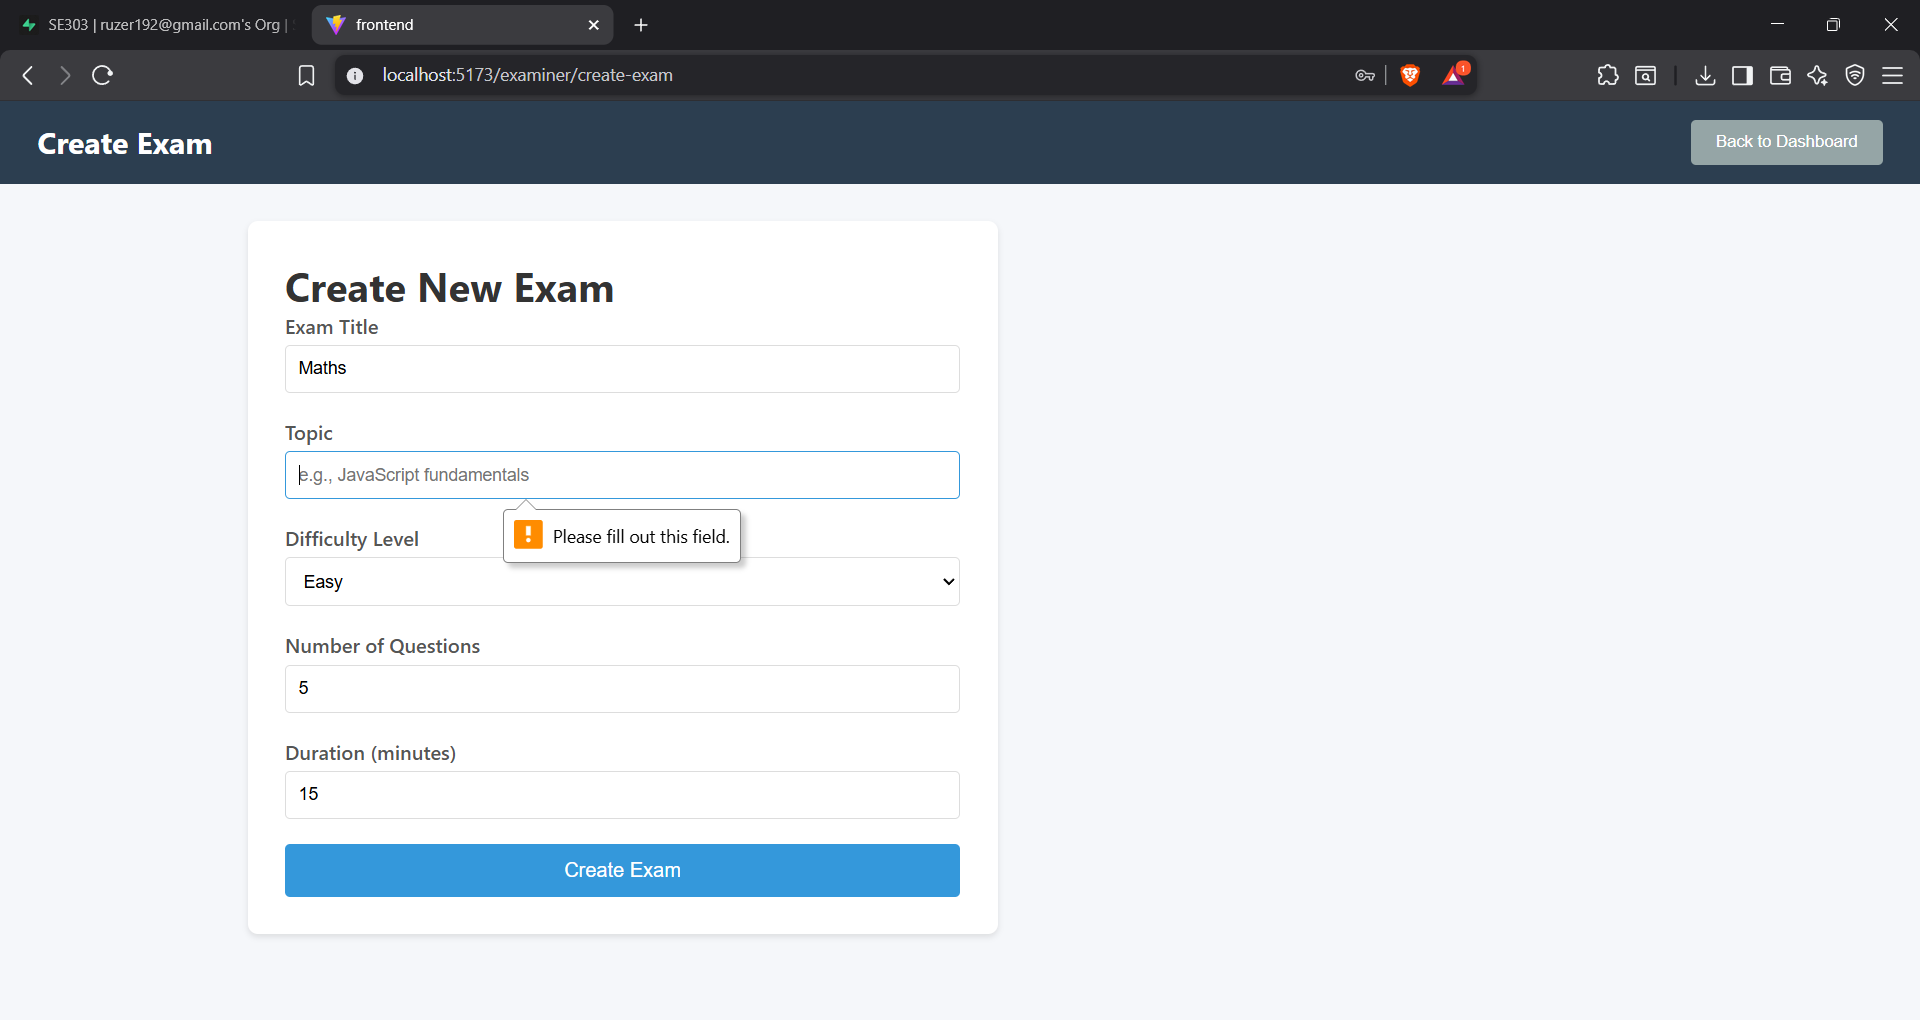 SE303 | ruzer192@gmail.com's Org |
frontend
localhost:5173/examiner/create-exam
1
Create Exam
Back to Dashboard
Create New Exam
Exam Title
Maths
Topic
e.g., JavaScript fundamentals
Please fill out this field.
Difficulty Level
Easy
Number of Questions
5
Duration (minutes)
15
Create Exam